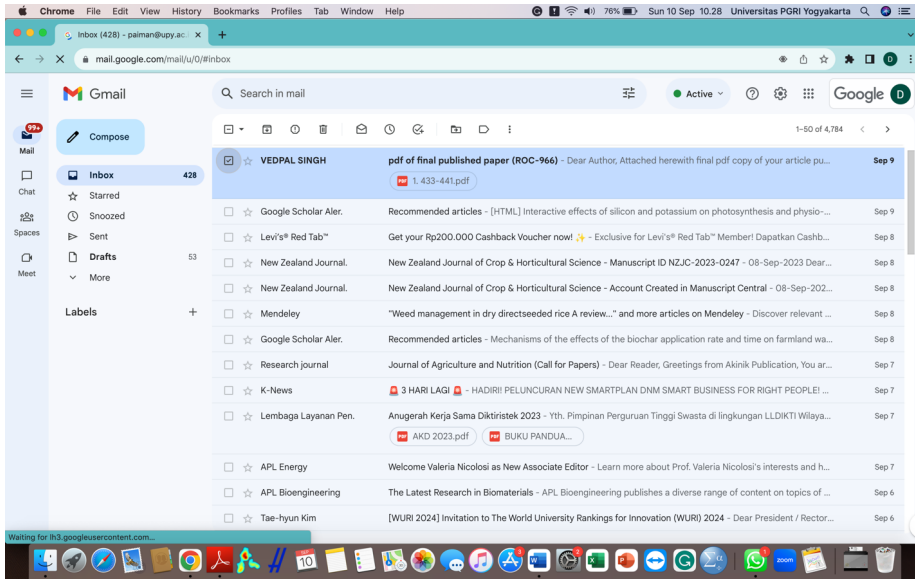 Chrome File Edit View History Bookmarks Profiles Tab Window Help 76% Sun 10 Sep 10.28 Universitas PGRI Yogyakarta
Inbox (428) - paiman@upy.ac.
mail.google.com/mail/u/0/#inbox D
Gmail Search in mail Active Google D
99+
Mail
Compose 1–50 of 4,784
Inbox 428 VEDPAL SINGH pdf of final published paper (ROC-966) - Dear Author, Attached herewith final pdf copy of your article pu... Sep 9
PDF 1. 433-441.pdf
Chat Starred
Snoozed Google Scholar Aler. Recommended articles - [HTML] Interactive effects of silicon and potassium on photosynthesis and physio-... Sep 9
Spaces Sent Levi's® Red Tab™ Get your Rp200.000 Cashback Voucher now! ✨ - Exclusive for Levi's® Red Tab™ Member! Dapatkan Cashb... Sep 8
Drafts 53 New Zealand Journal. New Zealand Journal of Crop & Horticultural Science - Manuscript ID NZJC-2023-0247 - 08-Sep-2023 Dear... Sep 8
Meet More New Zealand Journal. New Zealand Journal of Crop & Horticultural Science - Account Created in Manuscript Central - 08-Sep-202... Sep 8
Labels + Mendeley "Weed management in dry directseeded rice A review..." and more articles on Mendeley - Discover relevant ... Sep 8
Google Scholar Aler. Recommended articles - Mechanisms of the effects of the biochar application rate and time on farmland wa... Sep 8
Research journal Journal of Agriculture and Nutrition (Call for Papers) - Dear Reader, Greetings from Akinik Publication, You ar... Sep 7
K-News 🚨 3 HARI LAGI 🚨 - HADIRI! PELUNCURAN NEW SMARTPLAN DNM SMART BUSINESS FOR RIGHT PEOPLE! ... Sep 7
Lembaga Layanan Pen. Anugerah Kerja Sama Diktiristek 2023 - Yth. Pimpinan Perguruan Tinggi Swasta di lingkungan LLDIKTI Wilaya... Sep 7
PDF AKD 2023.pdf PDF BUKU PANDUA...
APL Energy Welcome Valeria Nicolosi as New Associate Editor - Learn more about Prof. Valeria Nicolosi's interests and h... Sep 7
APL Bioengineering The Latest Research in Biomaterials - APL Bioengineering publishes a diverse range of content on topics of ... Sep 6
Tae-hyun Kim [WURI 2024] Invitation to The World University Rankings for Innovation (WURI) 2024 - Dear President / Rector... Sep 6
Waiting for lh3.googleusercontent.com...
10 zoom